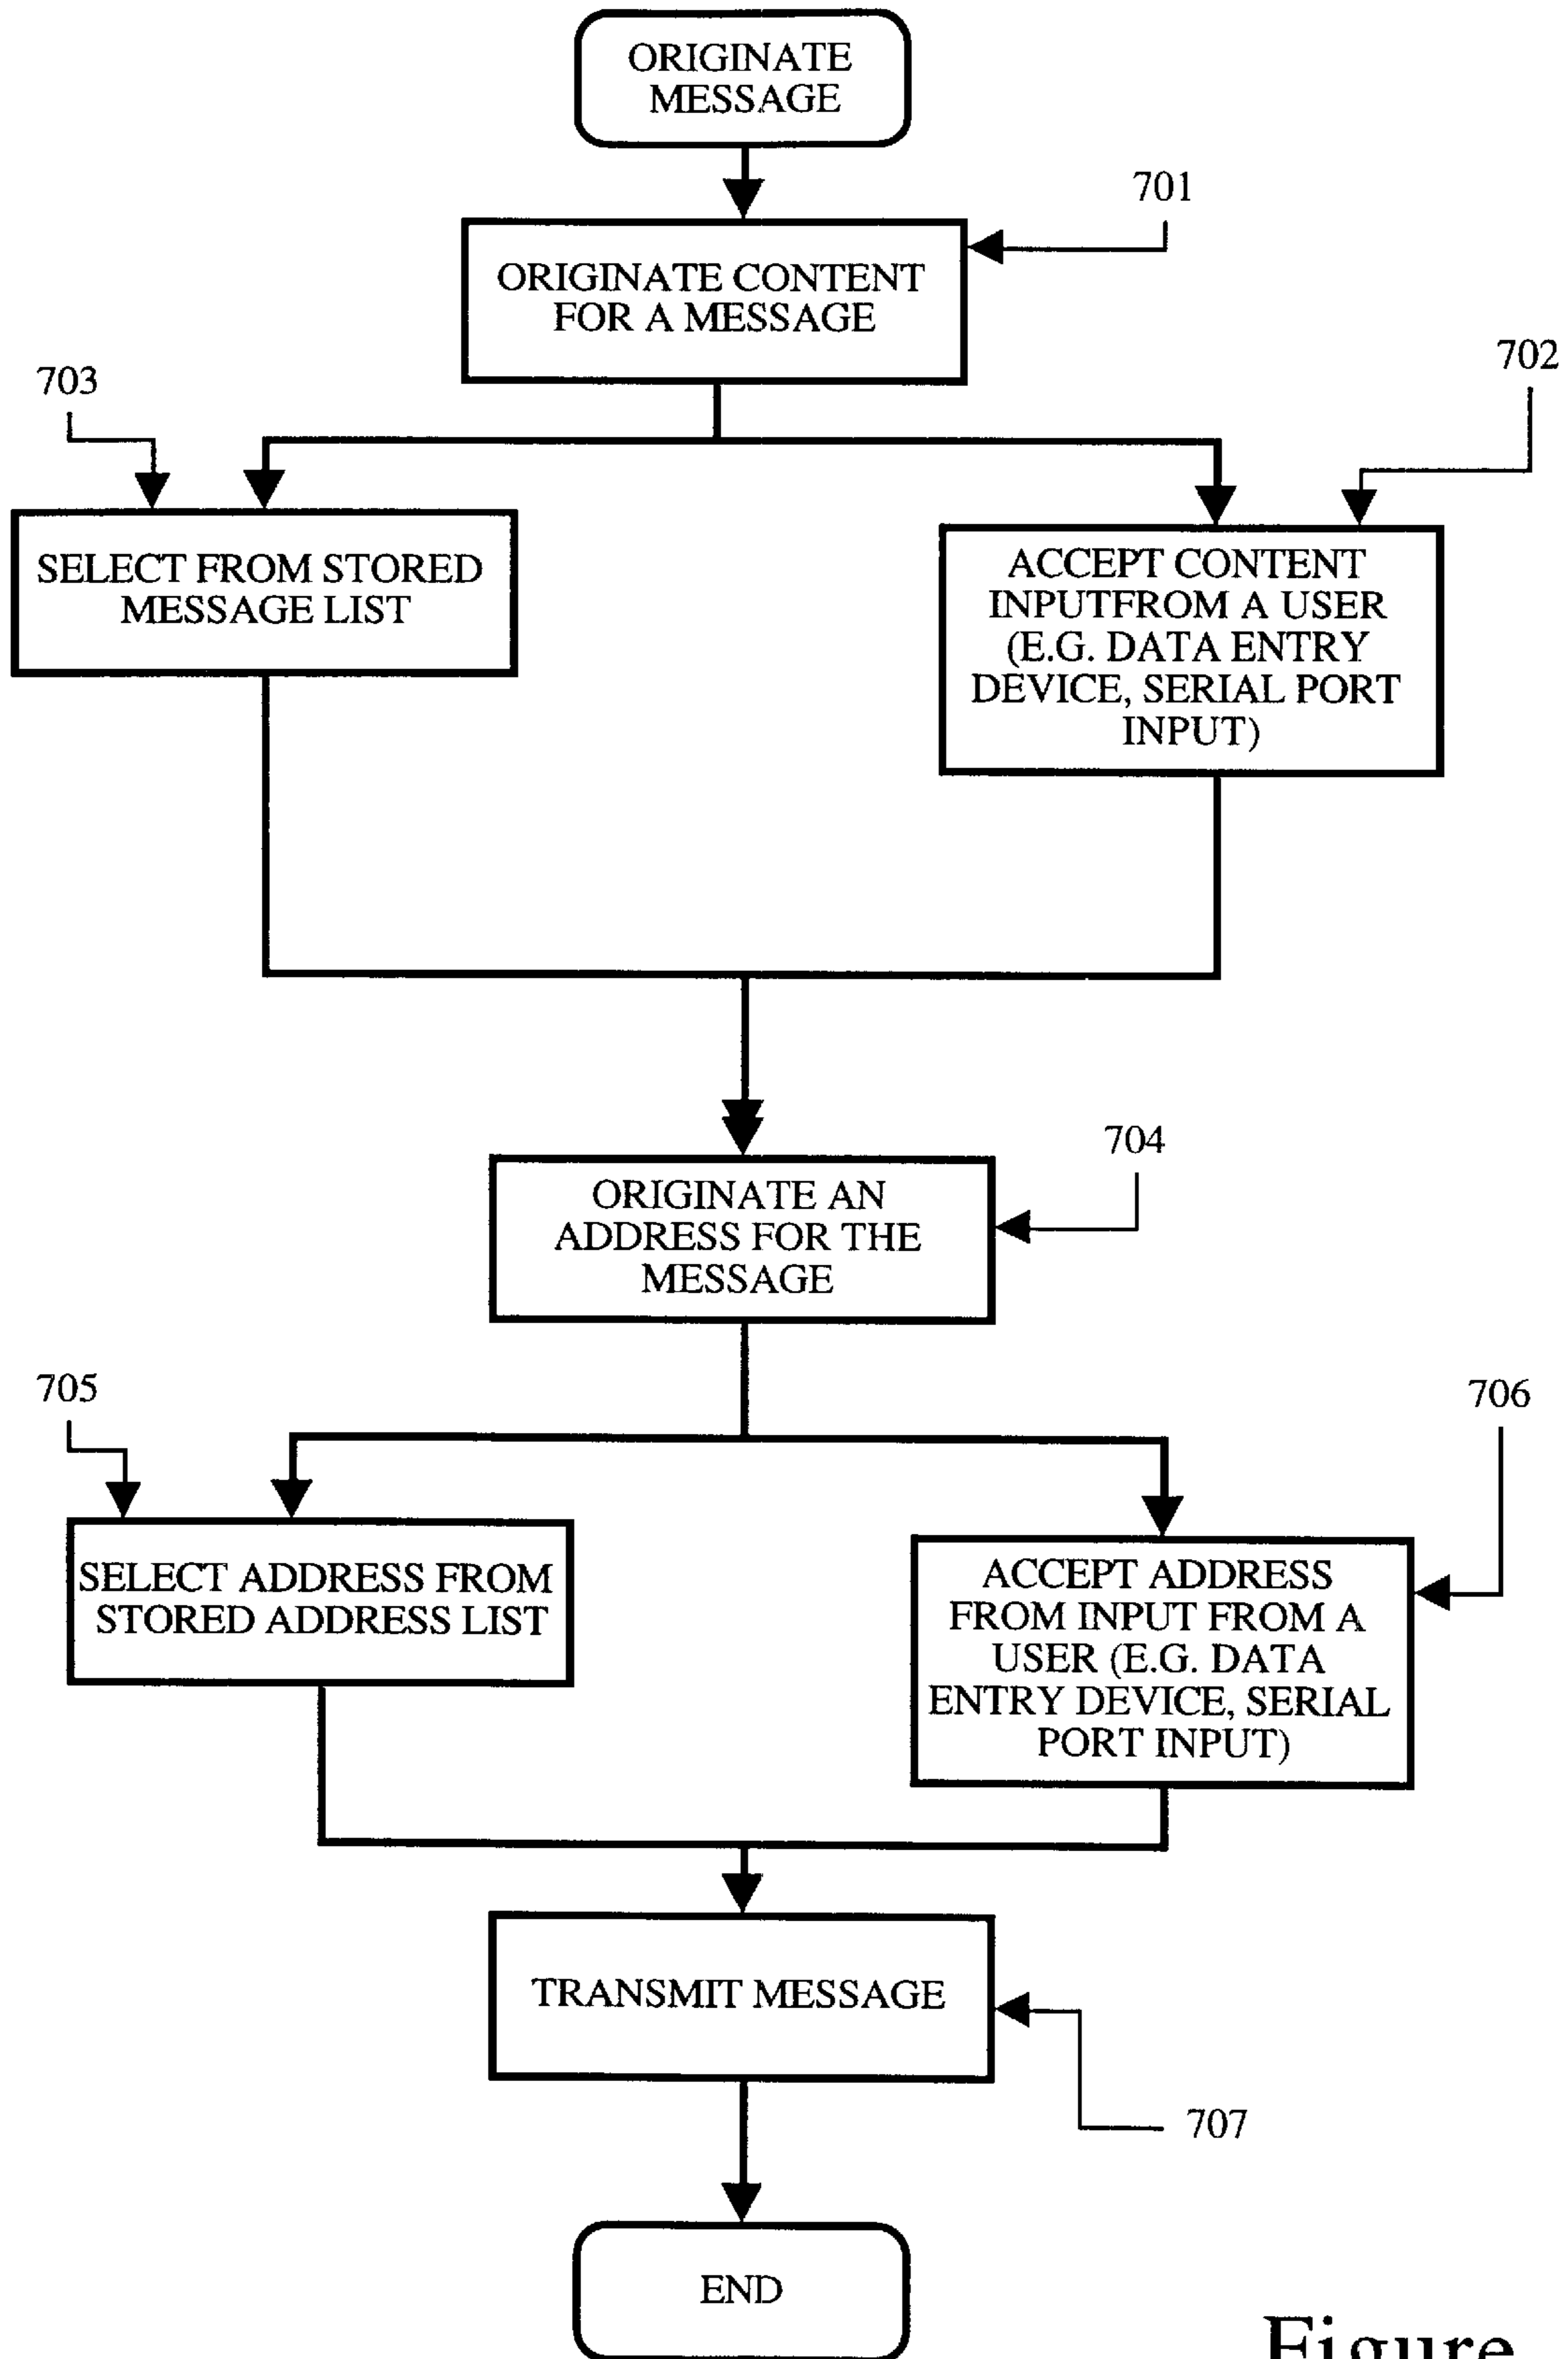 ORIGINATE
MESSAGE
701
ORIGINATE CONTENT
FOR A MESSAGE
703
702
SELECT FROM STORED
MESSAGE LIST
ACCEPT CONTENT
INPUTFROM A USER
(E.G. DATA ENTRY
DEVICE, SERIAL PORT
INPUT)
704
ORIGINATE AN
ADDRESS FOR THE
MESSAGE
705
706
SELECT ADDRESS FROM
STORED ADDRESS LIST
ACCEPT ADDRESS
FROM INPUT FROM A
USER (E.G. DATA
ENTRY DEVICE, SERIAL
PORT INPUT)
TRANSMIT MESSAGE
707
END
Figure